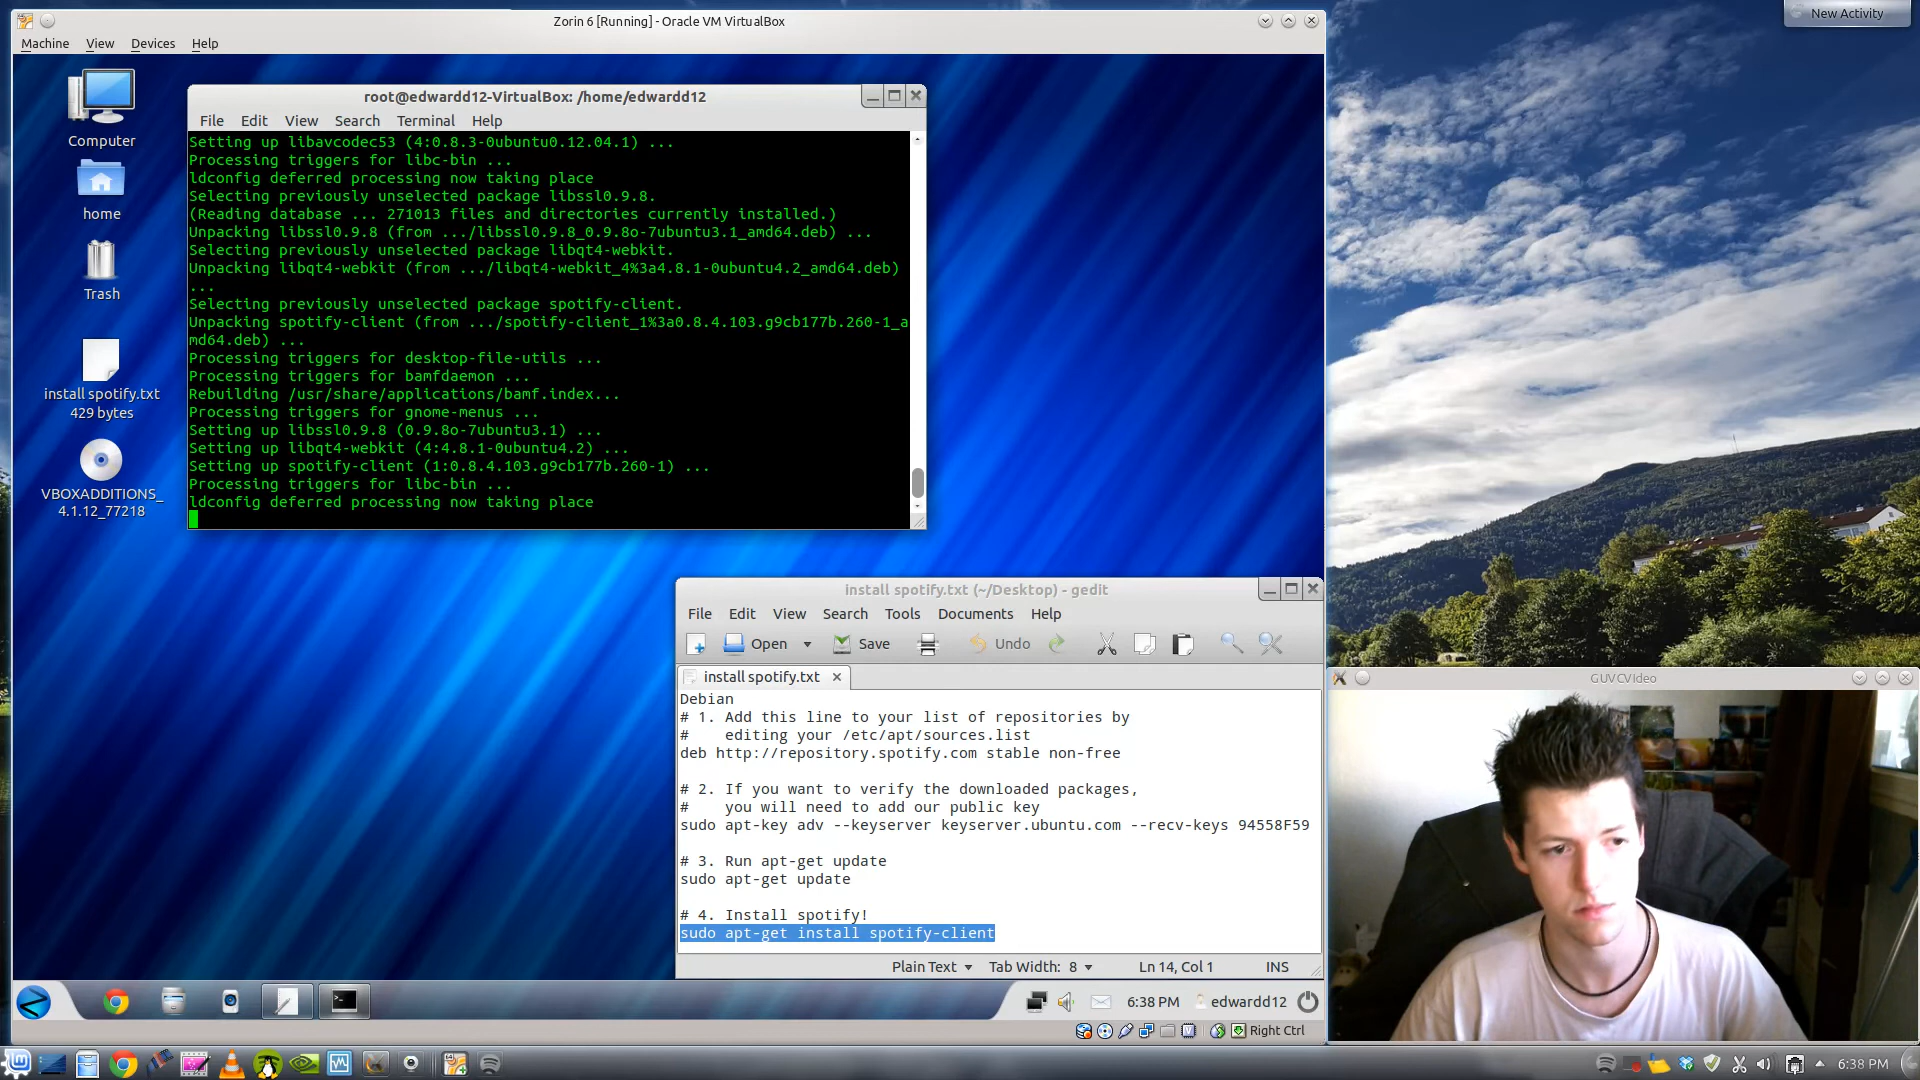 Zorin 6 [Running] - Oracle VM VirtualBox
New Activity
Machine View Devices Help
Computer
home
Trash
install spotify.txt
429 bytes
VBOXADDITIONS_
4.1.12_77218
root@edwardd12-VirtualBox: /home/edwardd12
File Edit View Search Terminal Help
Setting up libavcodec53 (4:0.8.3-0ubuntu0.12.04.1) ...
Processing triggers for libc-bin ...
ldconfig deferred processing now taking place
Selecting previously unselected package libssl0.9.8.
(Reading database ... 271013 files and directories currently installed.)
Unpacking libssl0.9.8 (from .../libssl0.9.8_0.9.8o-7ubuntu3.1_amd64.deb) ...
Selecting previously unselected package libqt4-webkit.
Unpacking libqt4-webkit (from .../libqt4-webkit_4%3a4.8.1-0ubuntu4.2_amd64.deb)
...
Selecting previously unselected package spotify-client.
Unpacking spotify-client (from .../spotify-client_1%3a0.8.4.103.g9cb177b.260-1_a
md64.deb) ...
Processing triggers for desktop-file-utils ...
Processing triggers for bamfdaemon ...
Rebuilding /usr/share/applications/bamf.index...
Processing triggers for gnome-menus ...
Setting up libssl0.9.8 (0.9.8o-7ubuntu3.1) ...
Setting up libqt4-webkit (4:4.8.1-0ubuntu4.2) ...
Setting up spotify-client (1:0.8.4.103.g9cb177b.260-1) ...
Processing triggers for libc-bin ...
ldconfig deferred processing now taking place
install spotify.txt (~/Desktop) - gedit
File Edit View Search Tools Documents Help
Open Save Undo
install spotify.txt
Debian
# 1. Add this line to your list of repositories by
#    editing your /etc/apt/sources.list
deb http://repository.spotify.com stable non-free
# 2. If you want to verify the downloaded packages,
#    you will need to add our public key
sudo apt-key adv --keyserver keyserver.ubuntu.com --recv-keys 94558F59
# 3. Run apt-get update
sudo apt-get update
# 4. Install spotify!
sudo apt-get install spotify-client
Plain Text Tab Width: 8 Ln 14, Col 1 INS
GUVCVideo
6:38 PM edwardd12
Right Ctrl
6:38 PM